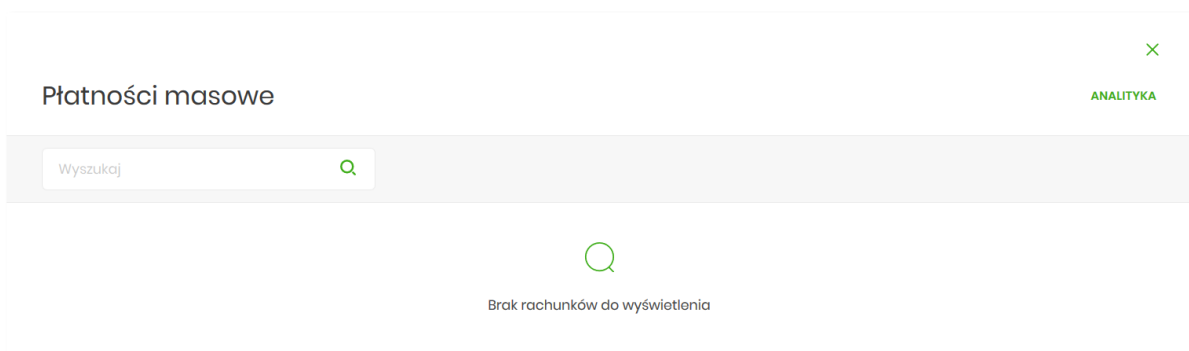 Płatności masowe
ANALITYKA
Wyszukaj
Brak rachunków do wyświetlenia